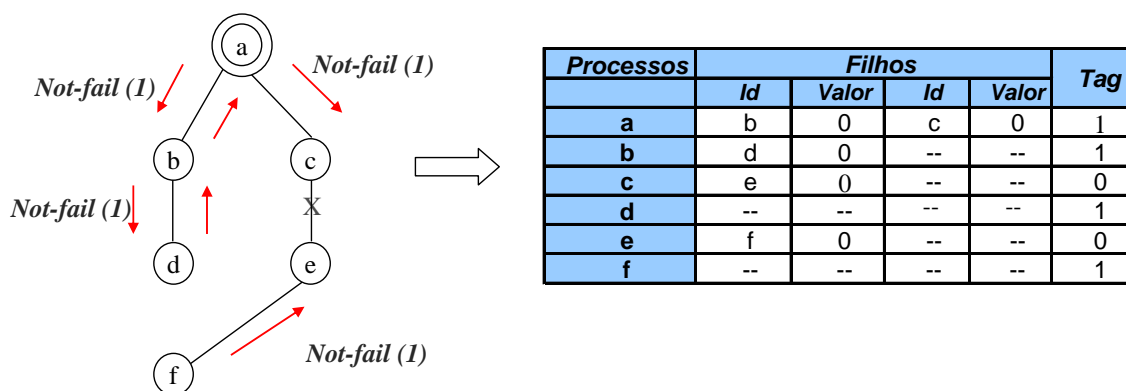 a
Not-fail (1)
Not-fail (1)
b
c
Not-fail (1)
X
d
e
Not-fail (1)
f
Processos Filhos Tag
Id Valor Id Valor
a b 0 c 0 1
b d 0 -- -- 1
c e 0 -- -- 0
d -- -- -- -- 1
e f 0 -- -- 0
f -- -- -- -- 1